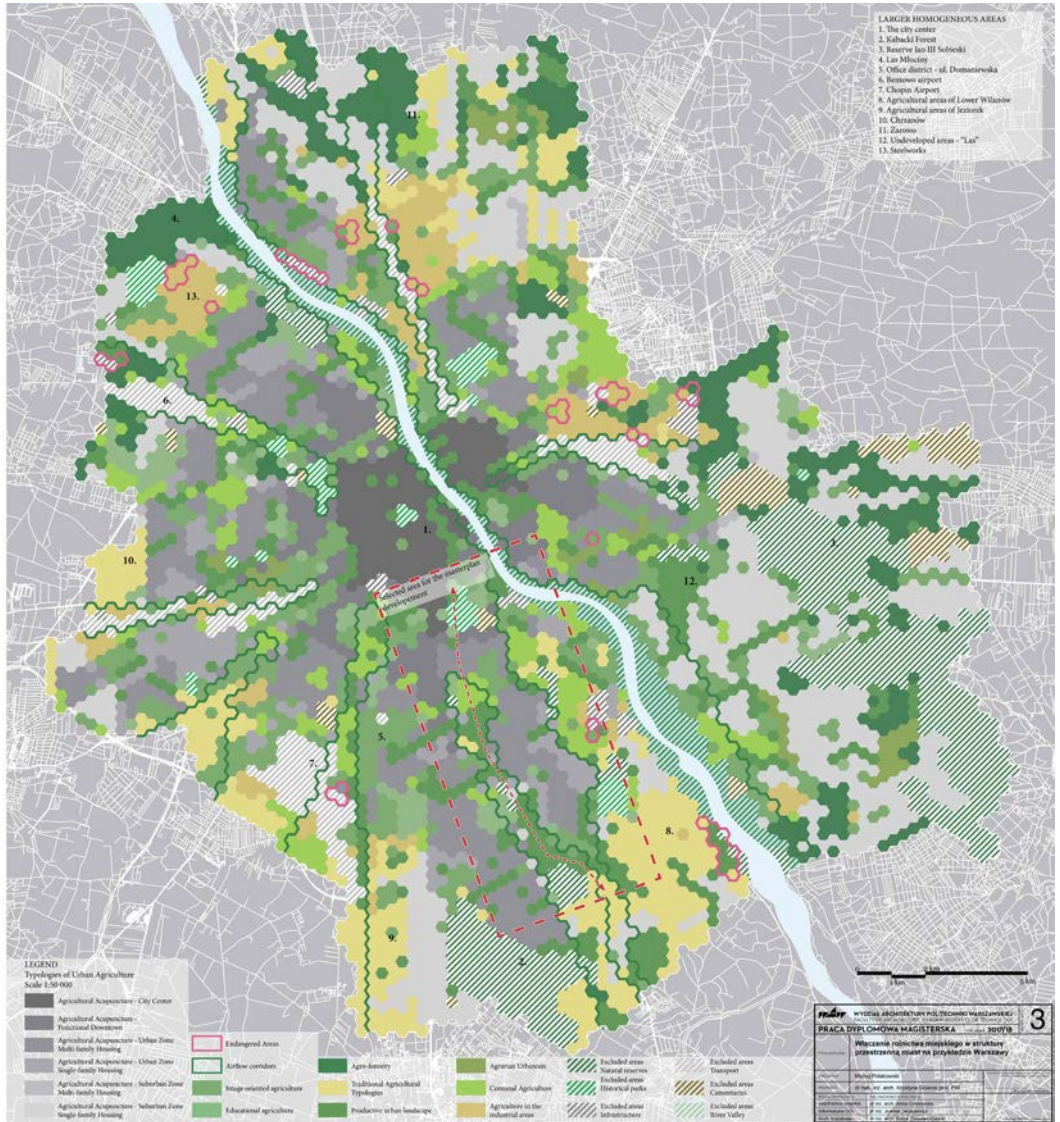 LARGER HOMOGENEOUS AREAS
1. The city center
2. Kabacki Forest
3. Reserve Jan III Sobieski
4. Las Młociny
5. Office district - ul. Domaniewska
6. Bemowo airport
7. Chopin Airport
8. Agricultural areas of Lower Wilanów
9. Agricultural areas of Jeziorek
10. Chrzanów
11. Żarowo
12. Undeveloped areas - "Las"
13. Steelworks
11.
4.
13.
6.
3.
1.
10.
12.
Selected area for the masterplan
developement
5.
7.
8.
9.
2.
LEGEND
Typologies of Urban Agriculture
Scale 1:50 000
Agricultural Acupuncture - City Center
Agricultural Acupuncture -
Functional Downtown
Agricultural Acupuncture - Urban Zone
Multi-family Housing
Agricultural Acupuncture - Urban Zone
Single-family Housing
Agricultural Acupuncture - Suburban Zone
Multi-family Housing
Agricultural Acupuncture - Suburban Zone
Single-family Housing
Endangered Areas
Airflow corridors
Image-oriented agriculture
Educational agriculture
Agro-forestry
Traditional Agricultural
Typologies
Productive urban landscape
Agrarian Urbanism
Communal Agriculture
Agriculture in the
industrial areas
Excluded areas
Natural reserves
Excluded areas
Historical parks
Excluded areas
Infrastructure
Excluded areas
Transport
Excluded areas
Cementaries
Excluded areas
River Valley
1 km
5 km
WYDZIAŁ ARCHITEKTURY POLITECHNIKI WARSZAWSKIEJ
PRACA DYPLOMOWA MAGISTERSKA
2017/18
3
Włączanie rolnictwa miejskiego w strukturę
przestrzenną miast na przykładzie Warszawy